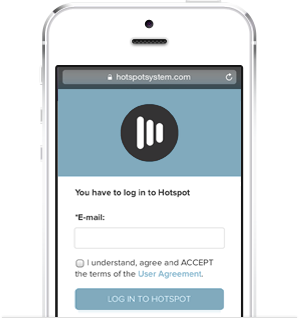 hotspotsystem.com
You have to log in to Hotspot
*E-mail:
I understand, agree and ACCEPT
the terms of the User Agreement.
LOG IN TO HOTSPOT